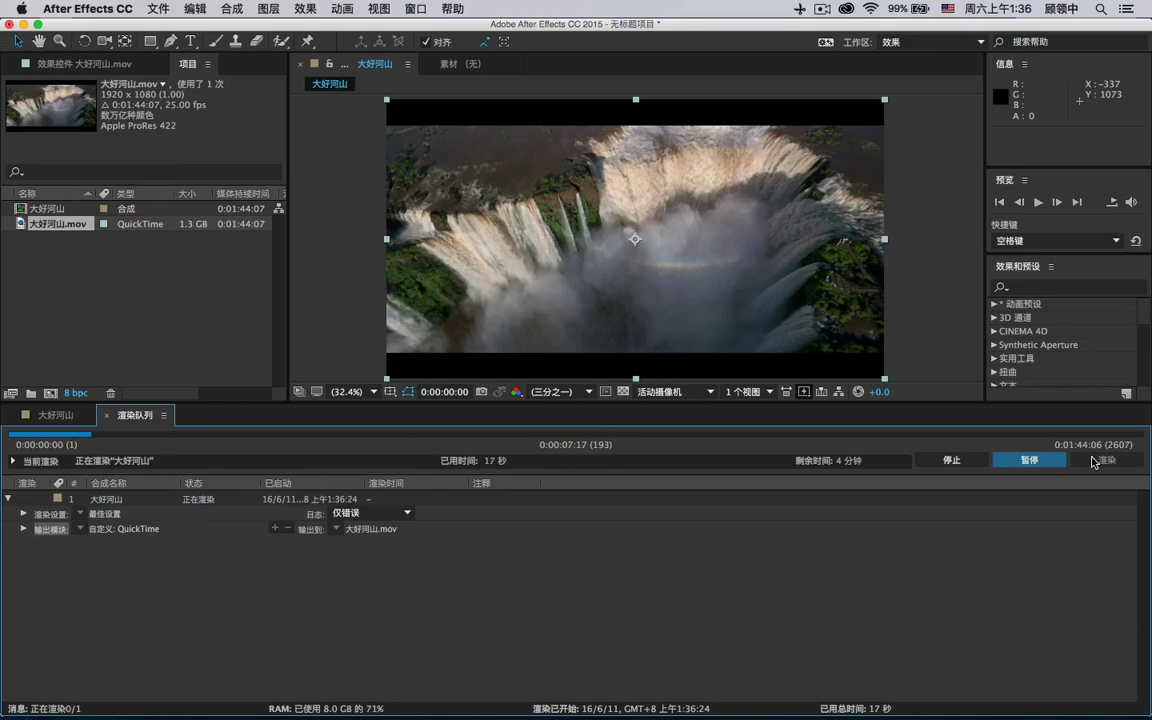 After Effects CC 文件 编辑 合成 图层 效果 动画 视图 窗口 帮助 99% 周六上午1:36 顾领中
Adobe After Effects CC 2015 - 无标题项目 *
对齐 工作区: 效果 搜索帮助
效果控件 大好河山.mov 项目 大好河山 素材 (无) 信息
大好河山.mov ▼, 使用了 1 次
1920 x 1080 (1.00)
Δ 0:01:44:07, 25.00 fps
数万亿种颜色
Apple ProRes 422
大好河山
R :
G :
B :
A : 0
X : -337
Y : 1073
名称 类型 大小 媒体持续时间
大好河山 合成 0:01:44:07
大好河山.mov QuickTime 1.3 GB 0:01:44:07
预览
快捷键
空格键
效果和预设
* 动画预设
3D 通道
CINEMA 4D
Synthetic Aperture
实用工具
扭曲
文本
8 bpc
(32.4%) 0:00:00:00 (三分之一) 活动摄像机 1 个视图 +0.0
大好河山 渲染队列
0:00:00:00 (1) 0:00:07:17 (193) 0:01:44:06 (2607)
当前渲染 正在渲染“大好河山” 已用时间: 17 秒 剩余时间: 4 分钟 停止 暂停 渲染
渲染 # 合成名称 状态 已启动 渲染时间 注释
1 大好河山 正在渲染 16/6/11...8 上午1:36:24 –
渲染设置: 最佳设置 日志: 仅错误
输出模块: 自定义: QuickTime + – 输出到: 大好河山.mov
消息: 正在渲染0/1 RAM: 已使用 8.0 GB 的 71% 渲染已开始: 16/6/11, GMT+8 上午1:36:24 已用总时间: 17 秒